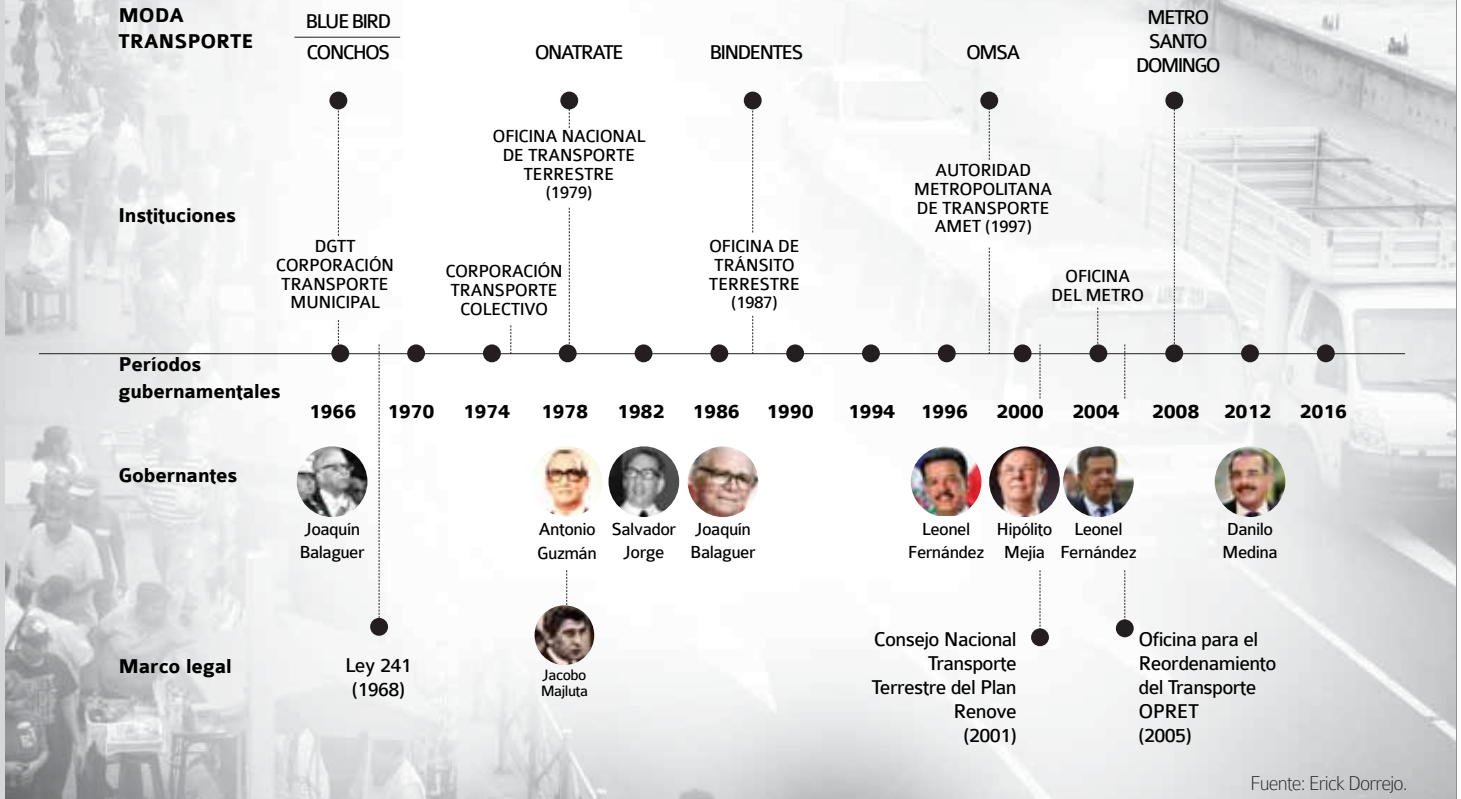 MODA
TRANSPORTE
BLUE BIRD
CONCHOS
ONATRATE
BINDENTES
OMSA
METRO
SANTO
DOMINGO
Instituciones
DGTT
CORPORACIÓN
TRANSPORTE
MUNICIPAL
CORPORACIÓN
TRANSPORTE
COLECTIVO
OFICINA NACIONAL
DE TRANSPORTE
TERRESTRE
(1979)
OFICINA DE
TRÁNSITO
TERRESTRE
(1987)
AUTORIDAD
METROPOLITANA
DE TRANSPORTE
AMET (1997)
OFICINA
DEL METRO
Períodos
gubernamentales
1966 1970 1974 1978 1982 1986 1990 1994 1996 2000 2004 2008 2012 2016
Gobernantes
Joaquín
Balaguer
Antonio
Guzmán
Salvador
Jorge
Joaquín
Balaguer
Leonel
Fernández
Hipólito
Mejía
Leonel
Fernández
Danilo
Medina
Jacobo
Majluta
Marco legal
Ley 241
(1968)
Consejo Nacional
Transporte
Terrestre del Plan
Renove
(2001)
Oficina para el
Reordenamiento
del Transporte
OPRET
(2005)
Fuente: Erick Dorrejo.